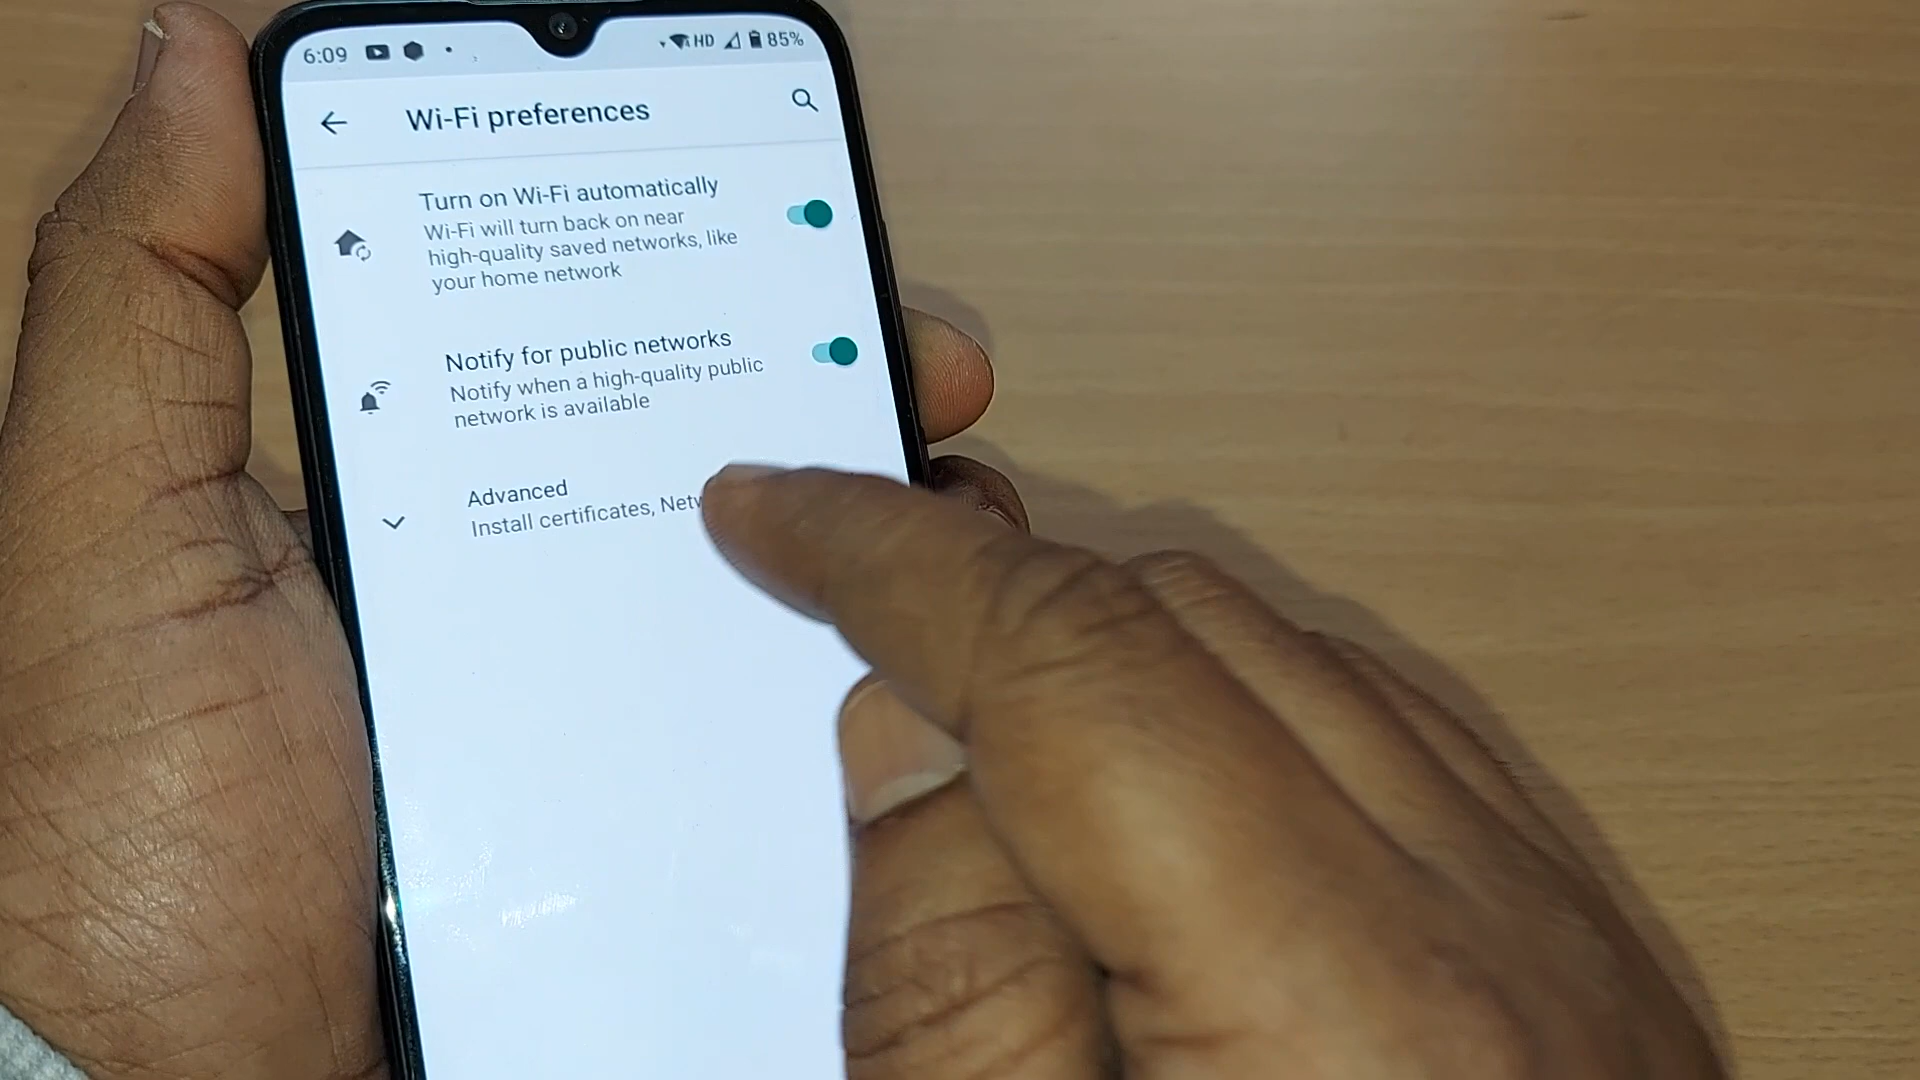 6:09 HD 85%
Wi-Fi preferences
Turn on Wi-Fi automatically
Wi-Fi will turn back on near
high-quality saved networks, like
your home network
Notify for public networks
Notify when a high-quality public
network is available
Advanced
Install certificates,